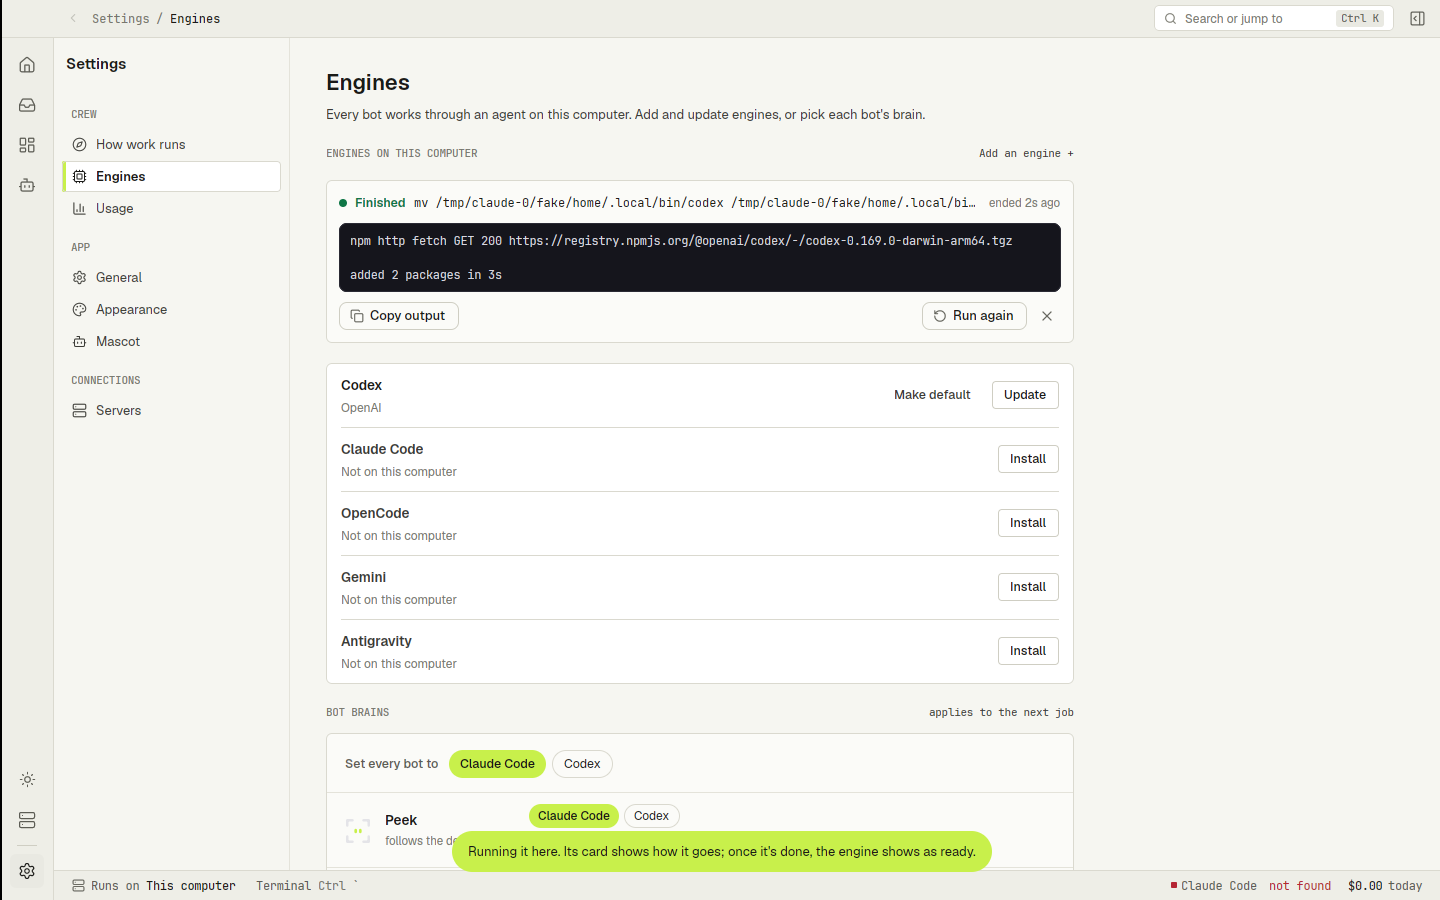 Settings / Engines
Search or jump to
Ctrl K
Settings
CREW
How work runs
Engines
Usage
APP
General
Appearance
Mascot
CONNECTIONS
Servers
Engines
Every bot works through an agent on this computer. Add and update engines, or pick each bot's brain.
ENGINES ON THIS COMPUTER
Add an engine +
Finished mv /tmp/claude-0/fake/home/.local/bin/codex /tmp/claude-0/fake/home/.local/bi… ended 2s ago
npm http fetch GET 200 https://registry.npmjs.org/@openai/codex/-/codex-0.169.0-darwin-arm64.tgz
added 2 packages in 3s
Copy output
Run again
Codex
OpenAI
Make default
Update
Claude Code
Not on this computer
Install
OpenCode
Not on this computer
Install
Gemini
Not on this computer
Install
Antigravity
Not on this computer
Install
BOT BRAINS
applies to the next job
Set every bot to
Claude Code
Codex
Peek
follows the
Claude Code
Codex
Running it here. Its card shows how it goes; once it's done, the engine shows as ready.
Runs on This computer
Terminal Ctrl `
Claude Code not found
$0.00 today